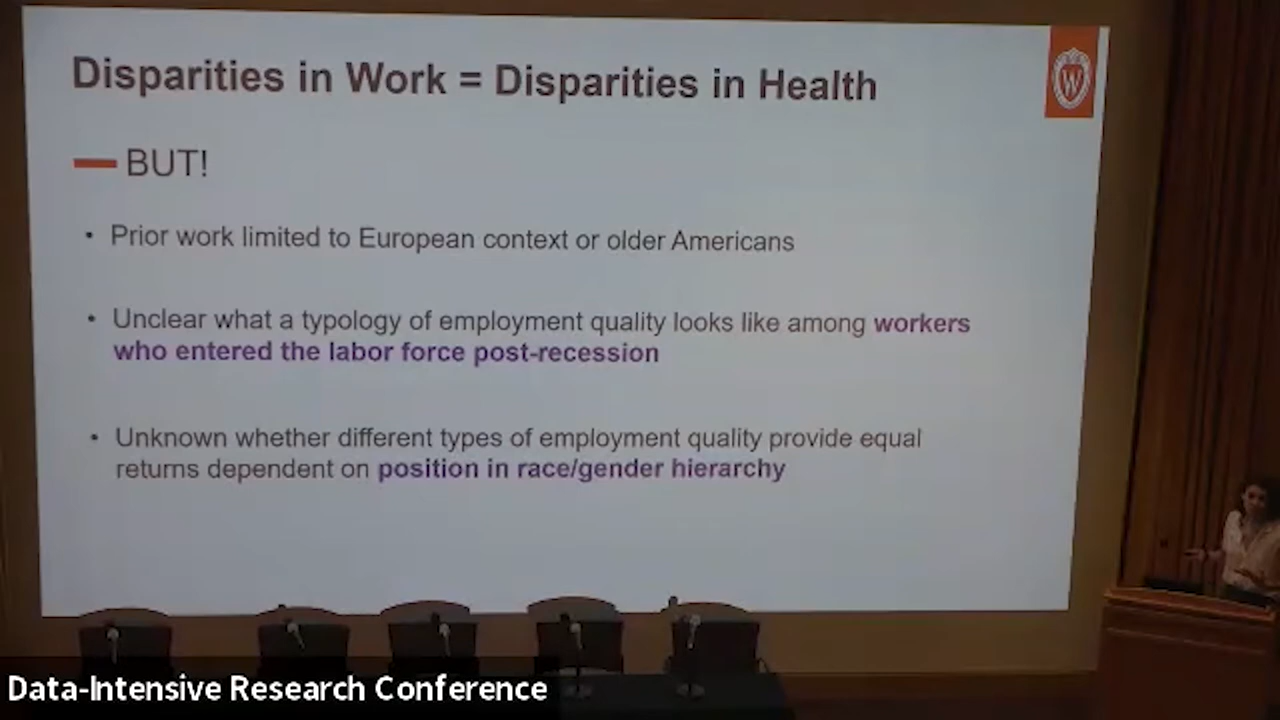 Disparities in Work = Disparities in Health
W
BUT!
• Prior work limited to European context or older Americans
• Unclear what a typology of employment quality looks like among workers
who entered the labor force post-recession
• Unknown whether different types of employment quality provide equal
returns dependent on position in race/gender hierarchy
Data-Intensive Research Conference